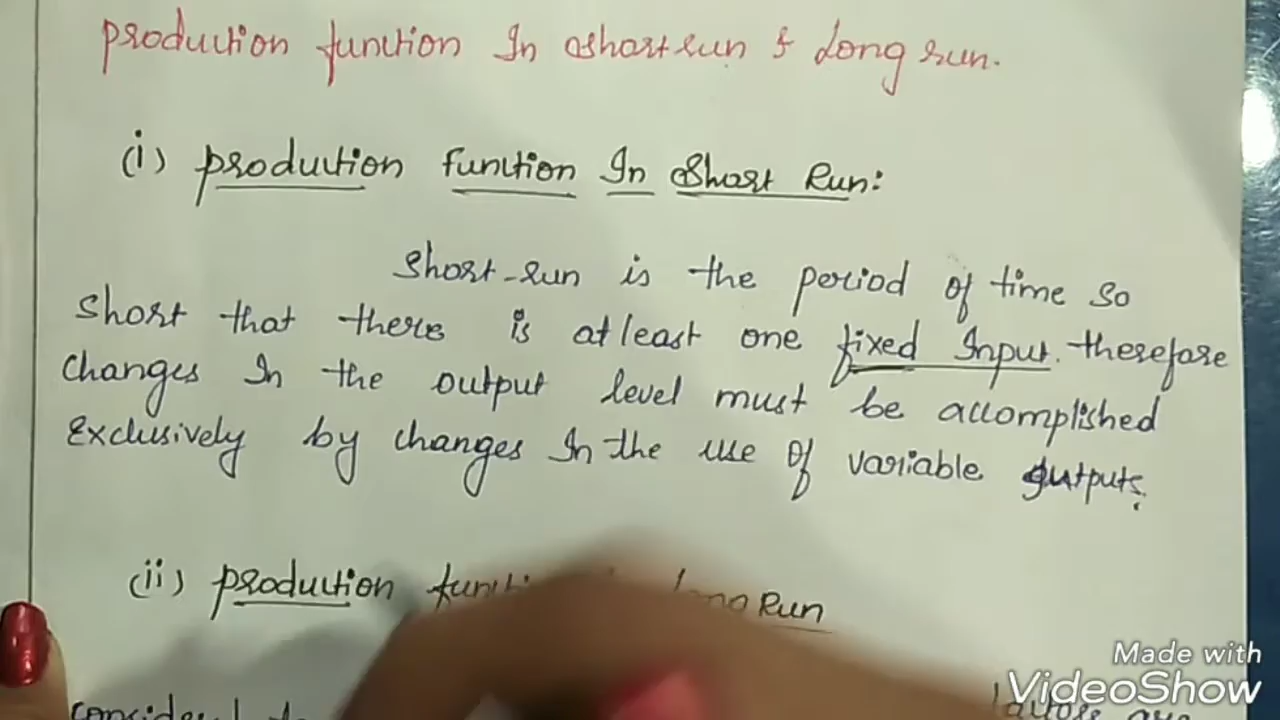 production function In short run & Long run.
(i) production function In Short Run:
Short-run is the period of time so
short that there is atleast one fixed Input. therefore
changes In the output level must be accomplished
Exclusively by changes In the use of variable outputs.
(ii) production Run
Made with
VideoShow